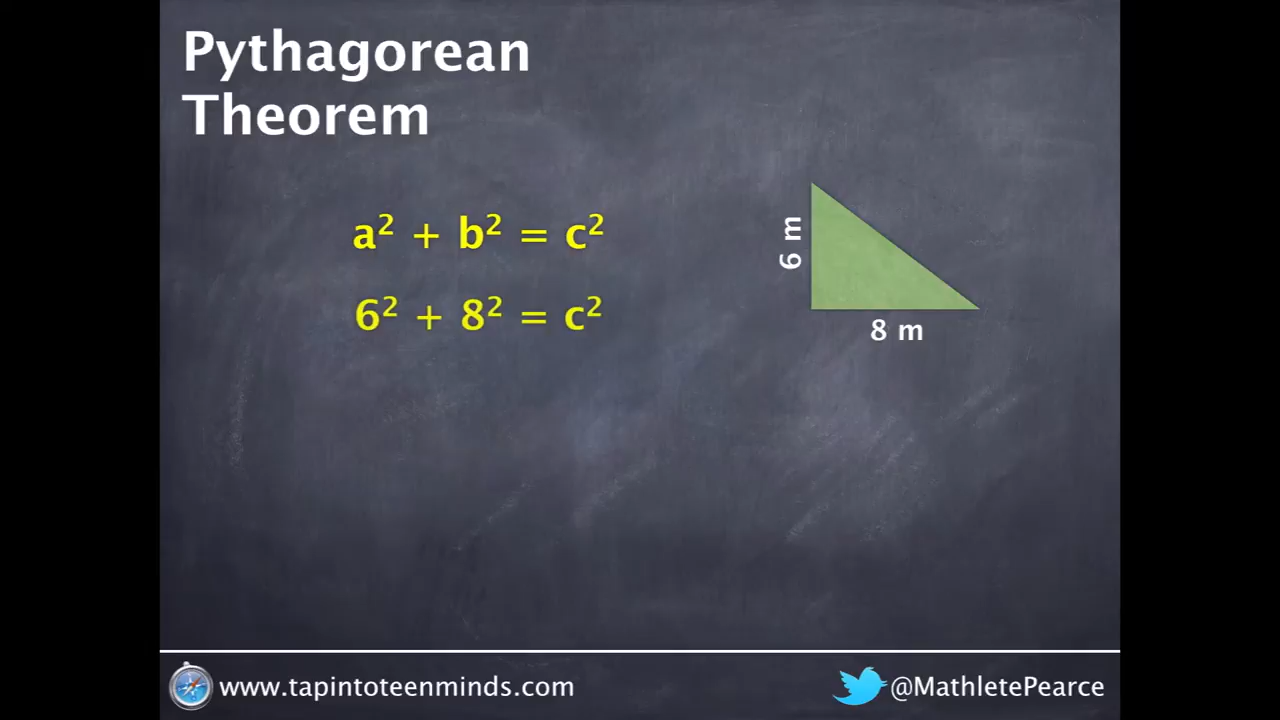 Pythagorean
Theorem
a² + b² = c²
6² + 8² = c²
6 m
8 m
www.tapintoteenminds.com
@MathletePearce